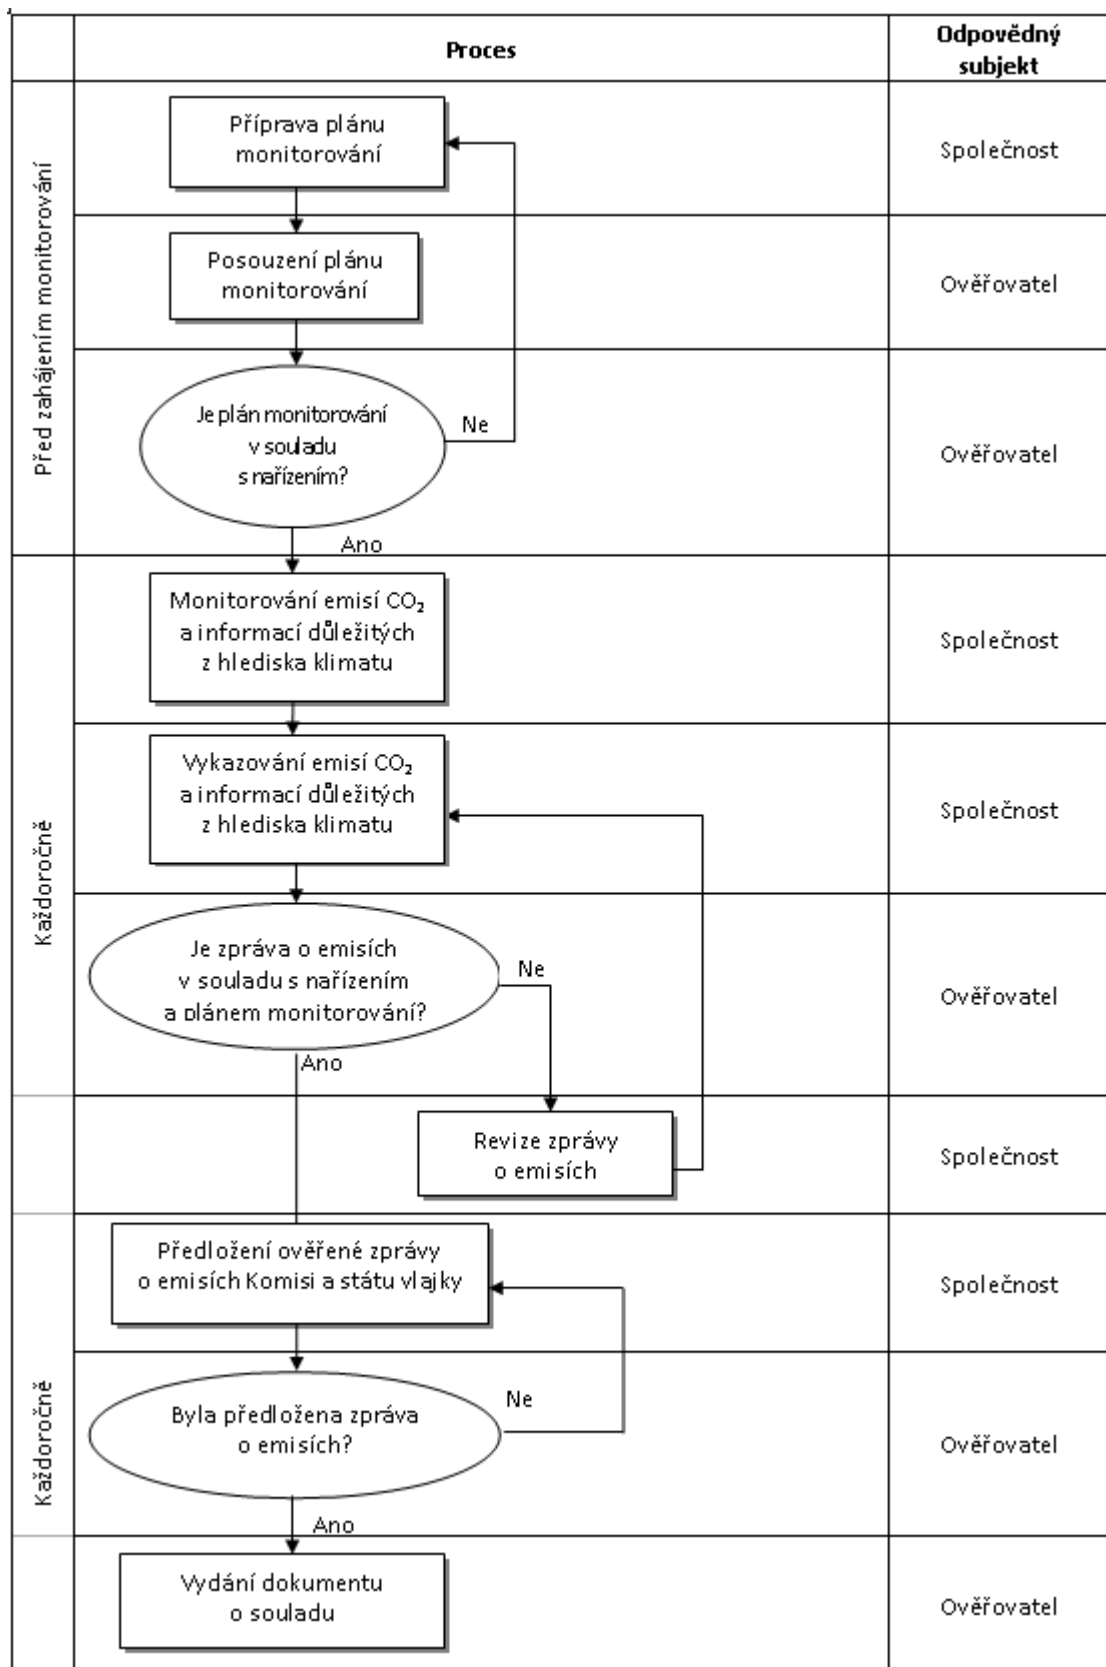 Proces
Odpovědný
subjekt
Před zahájením monitorování
Příprava plánu
monitorování
Společnost
Posouzení plánu
monitorování
Ověřovatel
Je plán monitorování
v souladu
s nařízením?
Ne
Ověřovatel
Ano
Každoročně
Monitorování emisí CO₂
a informací důležitých
z hlediska klimatu
Společnost
Vykazování emisí CO₂
a informací důležitých
z hlediska klimatu
Společnost
Je zpráva o emisích
v souladu s nařízením
a plánem monitorování?
Ne
Ověřovatel
Ano
Revize zprávy
o emisích
Společnost
Každoročně
Předložení ověřené zprávy
o emisích Komisi a státu vlajky
Společnost
Byla předložena zpráva
o emisích?
Ne
Ověřovatel
Ano
Vydání dokumentu
o souladu
Ověřovatel